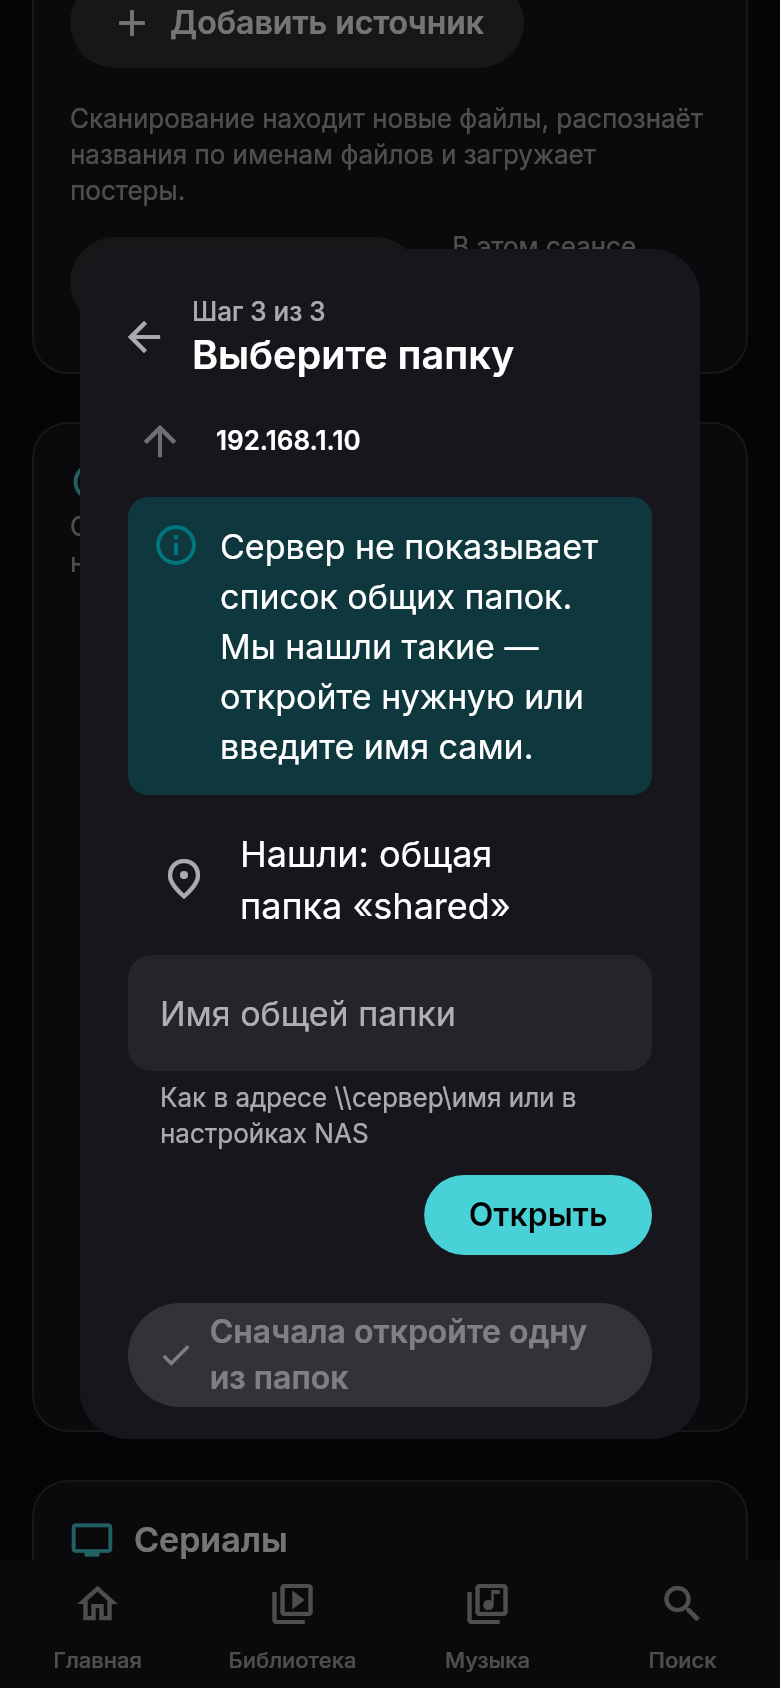 Добавить источник
Сканирование находит новые файлы, распознаёт
названия по именам файлов и загружает
постеры.
В этом сеансе
Шаг 3 из 3
Выберите папку
192.168.1.10
Сервер не показывает
список общих папок.
Мы нашли такие —
откройте нужную или
введите имя сами.
Нашли: общая
папка «shared»
Имя общей папки
Как в адресе \\сервер\имя или в
настройках NAS
Открыть
Сначала откройте одну
из папок
Сериалы
Главная
Библиотека
Музыка
Поиск